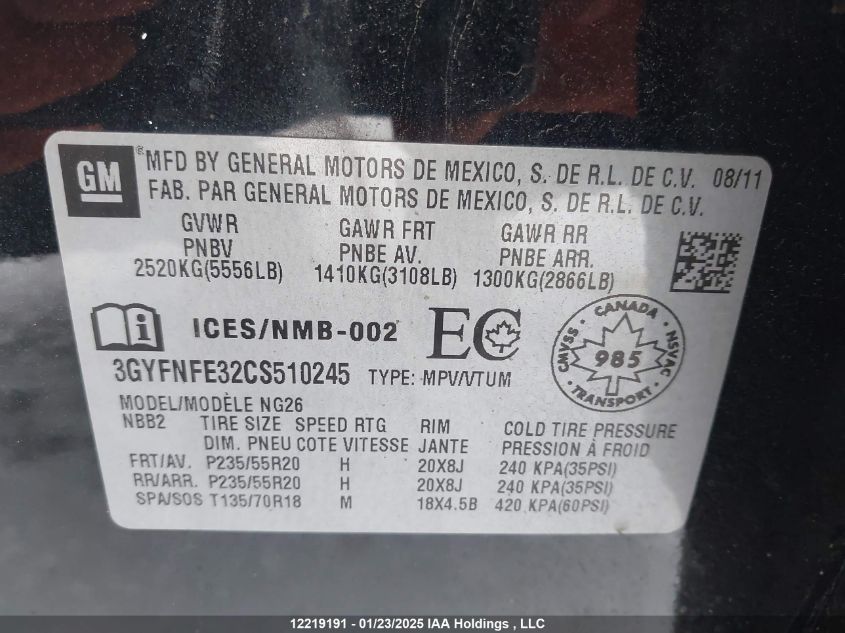 GM
®MFD BY GENERAL MOTORS DE MEXICO, S. DE R.L. DE C.V. 08/11
FAB. PAR GENERAL MOTORS DE MEXICO, S. DE R.L. DE C.V.
GVWR GAWR FRT GAWR RR
PNBV PNBE AV. PNBE ARR.
2520KG(5556LB) 1410KG(3108LB) 1300KG(2866LB)
i ICES/NMB-002 EC
CANADA
CMVSS 985 NSVAC
TRANSPORT
3GYFNFE32CS510245 TYPE: MPV/VTUM
MODEL/MODÈLE NG26
NBB2 TIRE SIZE SPEED RTG RIM COLD TIRE PRESSURE
DIM. PNEU COTE VITESSE JANTE PRESSION À FROID
FRT/AV. P235/55R20 H 20X8J 240 KPA(35PSI)
RR/ARR. P235/55R20 H 20X8J 240 KPA(35PSI)
SPA/SOS T135/70R18 M 18X4.5B 420 KPA(60PSI)
12219191 - 01/23/2025 IAA Holdings , LLC